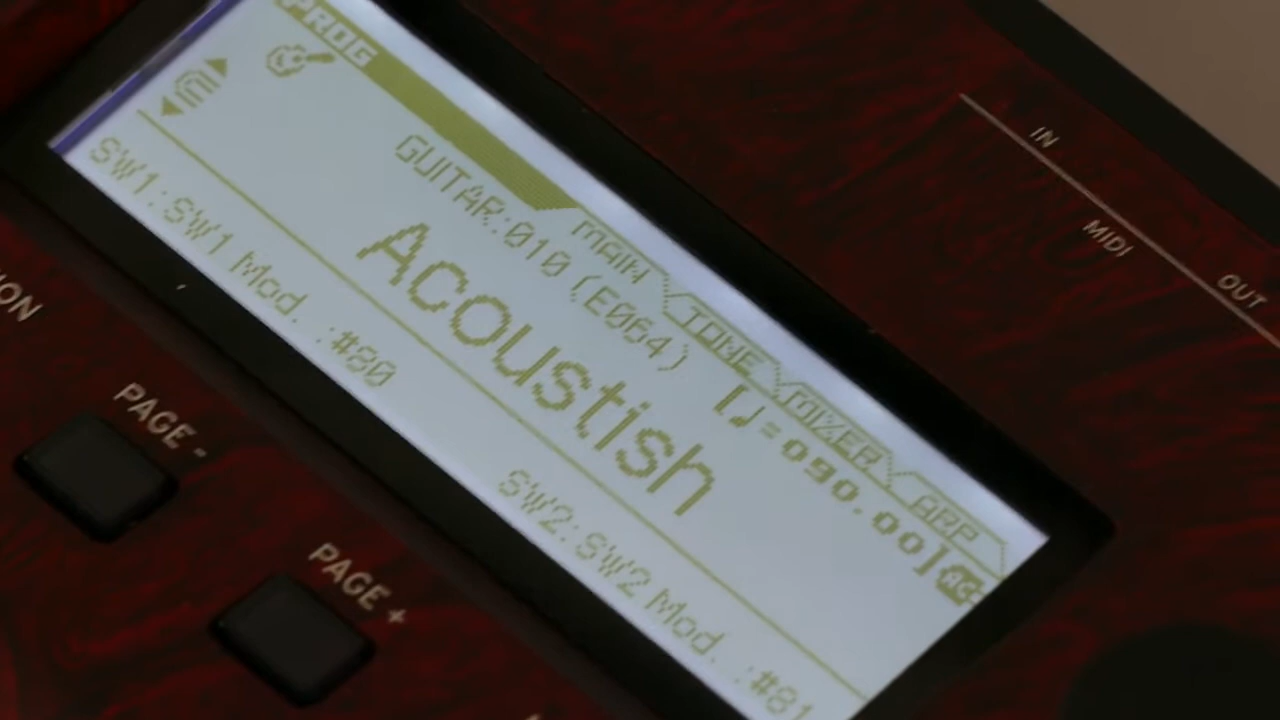 PROG MAIN TONE MIXER ARP
GUITAR:010 (E064) [♩=090.00]
Acoustish
SW1:SW1 Mod. :#80
SW2:SW2 Mod. :#81
PAGE -
PAGE +
IN
MIDI
OUT